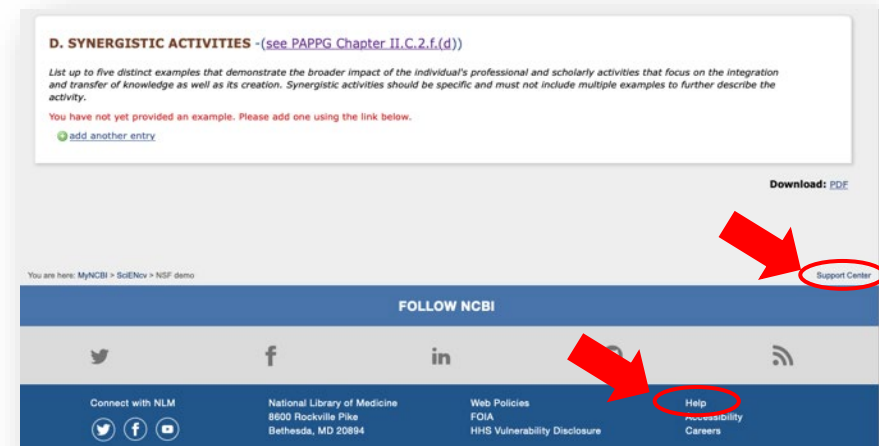 D. SYNERGISTIC ACTIVITIES -(see PAPPG Chapter II.C.2.f.(d))
List up to five distinct examples that demonstrate the broader impact of the individual's professional and scholarly activities that focus on the integration
and transfer of knowledge as well as its creation. Synergistic activities should be specific and must not include multiple examples to further describe the
activity.
You have not yet provided an example. Please add one using the link below.
add another entry
Download: PDF
You are here: MyNCBI > SciENcv > NSF demo
Support Center
FOLLOW NCBI
Connect with NLM
National Library of Medicine
8600 Rockville Pike
Bethesda, MD 20894
Web Policies
FOIA
HHS Vulnerability Disclosure
Help
Accessibility
Careers